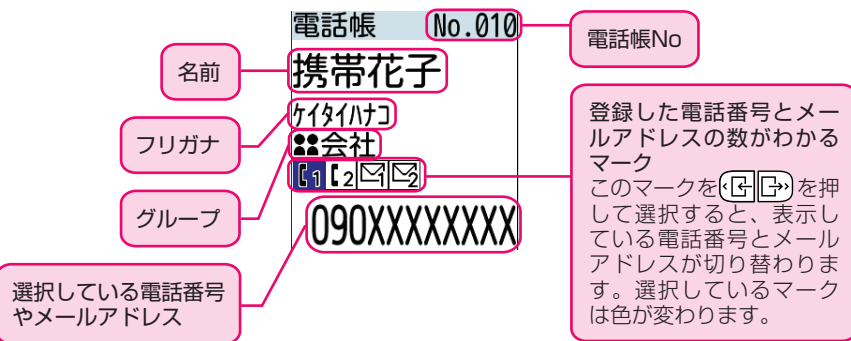 電話帳 No.010
電話帳No
名前
携帯花子
フリガナ
ケイタイハナコ
グループ
会社
1 2 1 2
090XXXXXXXX
選択している電話番号
やメールアドレス
登録した電話番号とメー
ルアドレスの数がわかる
マーク
このマークを を押
して選択すると、表示し
ている電話番号とメール
アドレスが切り替わりま
す。選択しているマーク
は色が変わります。